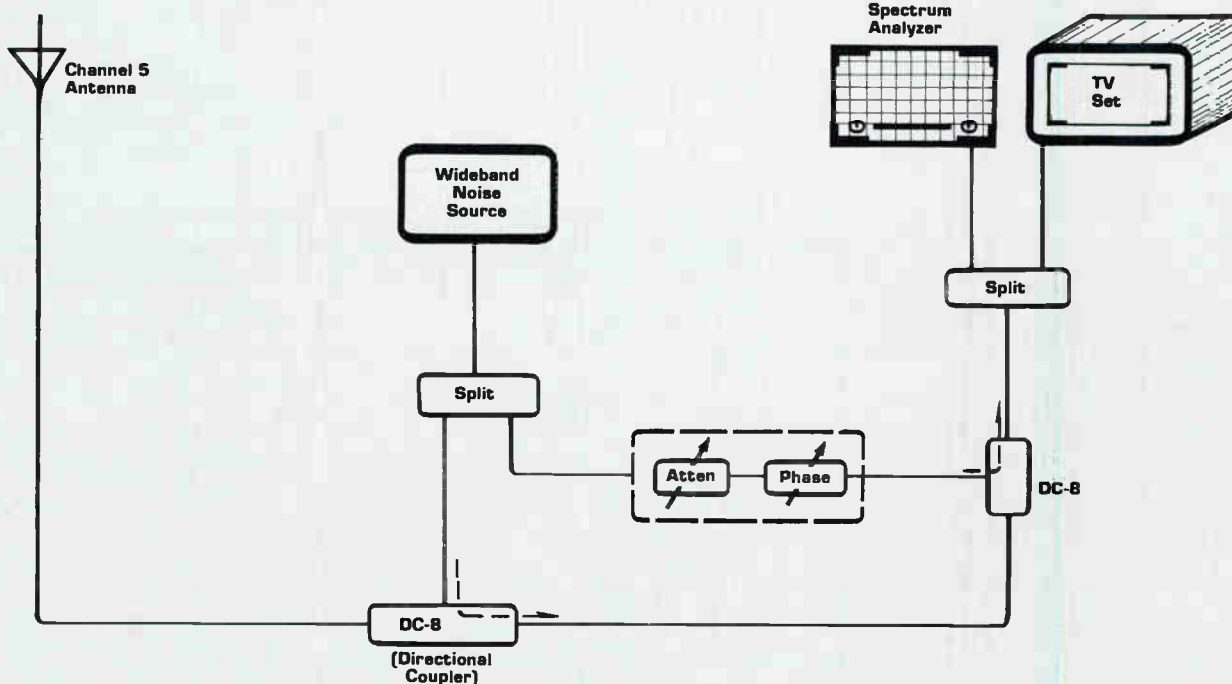 Spectrum
Analyzer
Channel 5
Antenna
TV
Set
Wideband
Noise
Source
Split
Split
Atten
Phase
DC-8
DC-8
(Directional
Coupler)